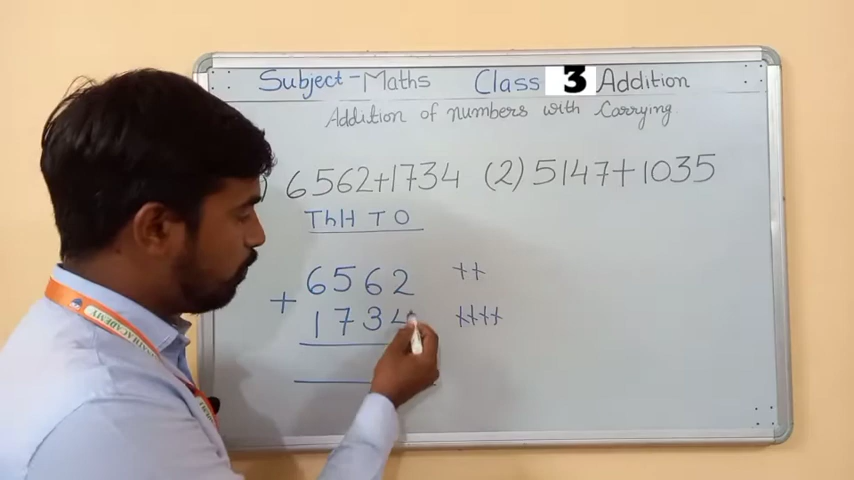 Subject-Maths Class 3 Addition
Addition of numbers with Carrying
) 6562+1734 (2) 5147+1035
Th H T O
6562 ++
+ 1734 ++++